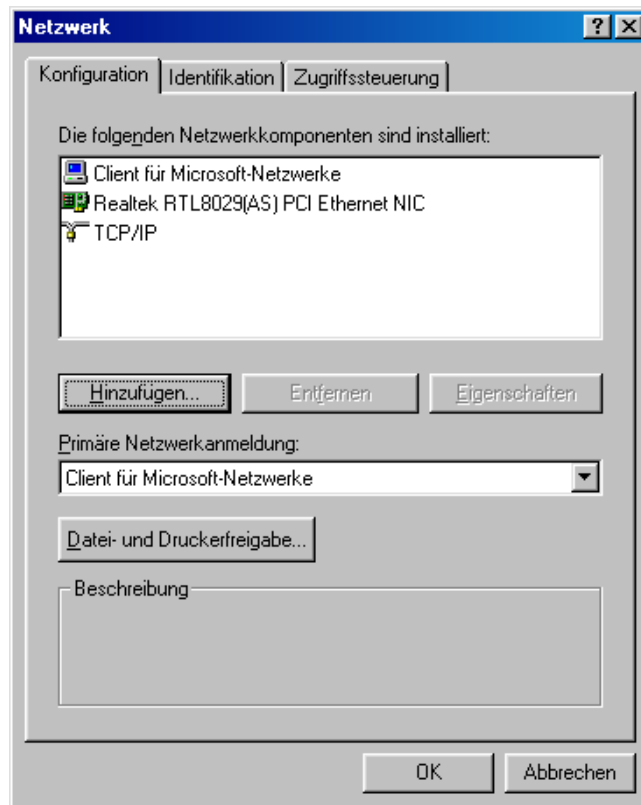 Netzwerk
Konfiguration Identifikation Zugriffssteuerung
Die folgenden Netzwerkkomponenten sind installiert:
Client für Microsoft-Netzwerke
Realtek RTL8029(AS) PCI Ethernet NIC
TCP/IP
Hinzufügen... Entfernen Eigenschaften
Primäre Netzwerkanmeldung:
Client für Microsoft-Netzwerke
Datei- und Druckerfreigabe...
Beschreibung
OK Abbrechen